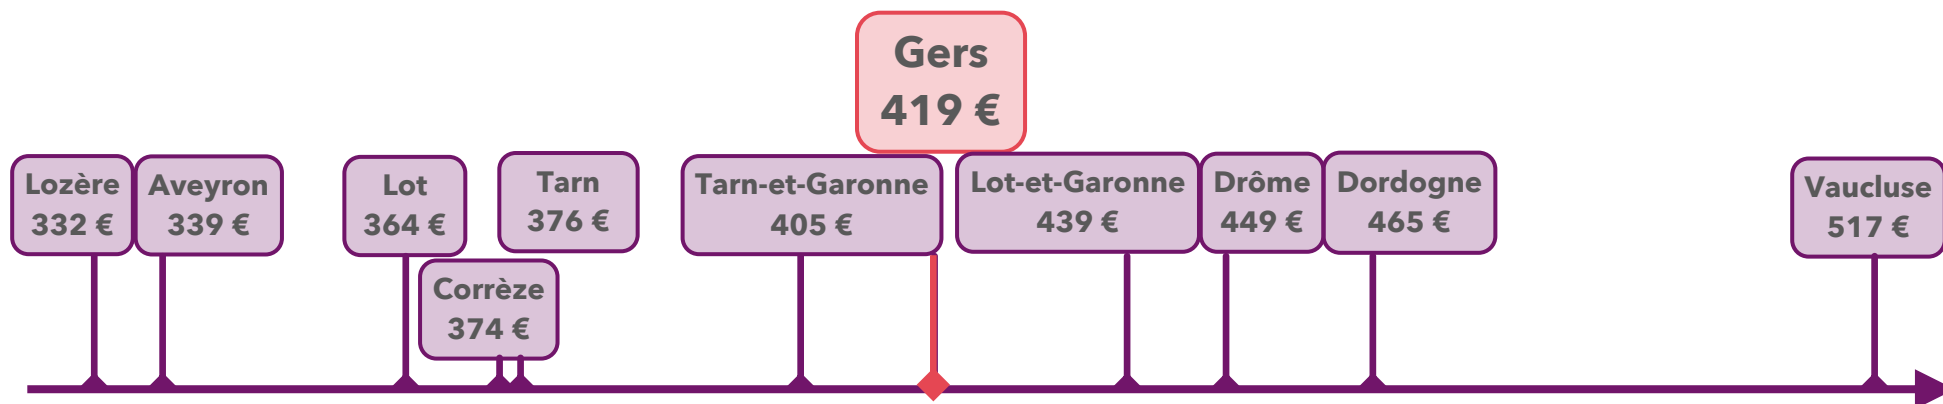 Gers
419 €
Lozère
332 €
Aveyron
339 €
Lot
364 €
Tarn
376 €
Tarn-et-Garonne
405 €
Lot-et-Garonne
439 €
Drôme
449 €
Dordogne
465 €
Vaucluse
517 €
Corrèze
374 €